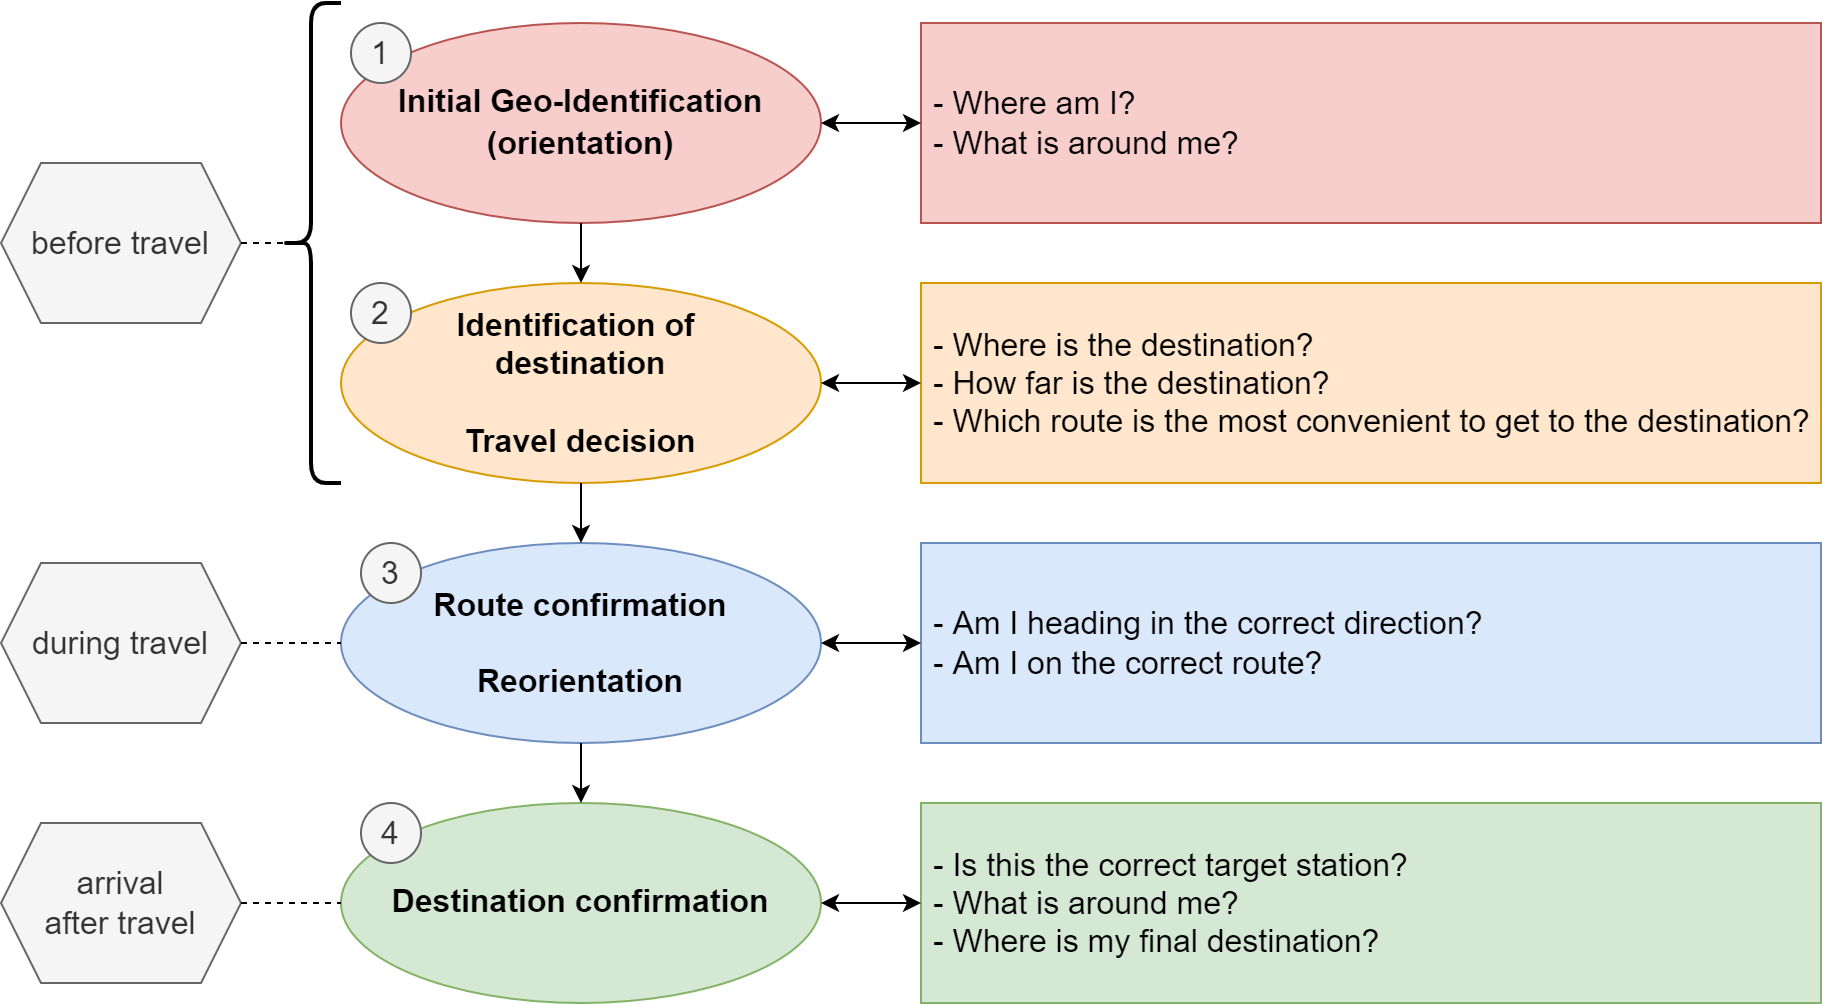 1
Initial Geo-Identification
(orientation)
- Where am I?
- What is around me?
before travel
2
Identification of
destination
Travel decision
- Where is the destination?
- How far is the destination?
- Which route is the most convenient to get to the destination?
3
Route confirmation
Reorientation
during travel
- Am I heading in the correct direction?
- Am I on the correct route?
4
Destination confirmation
arrival
after travel
- Is this the correct target station?
- What is around me?
- Where is my final destination?